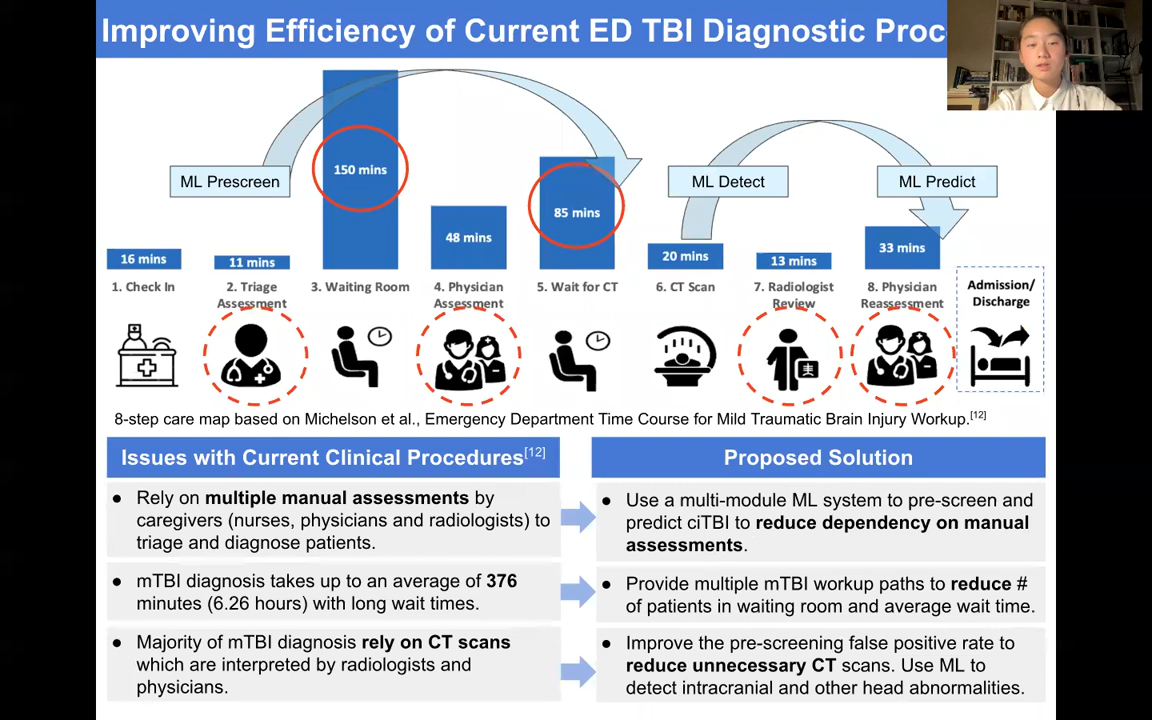 Improving Efficiency of Current ED TBI Diagnostic Proc
150 mins
ML Prescreen
ML Detect
ML Predict
85 mins
48 mins
33 mins
16 mins
11 mins
20 mins
13 mins
1. Check In
2. Triage
Assessment
3. Waiting Room
4. Physician
Assessment
5. Wait for CT
6. CT Scan
7. Radiologist
Review
8. Physician
Reassessment
Admission/
Discharge
8-step care map based on Michelson et al., Emergency Department Time Course for Mild Traumatic Brain Injury Workup.[12]
Issues with Current Clinical Procedures[12]
● Rely on multiple manual assessments by
caregivers (nurses, physicians and radiologists) to
triage and diagnose patients.
● mTBI diagnosis takes up to an average of 376
minutes (6.26 hours) with long wait times.
● Majority of mTBI diagnosis rely on CT scans
which are interpreted by radiologists and
physicians.
Proposed Solution
● Use a multi-module ML system to pre-screen and
predict ciTBI to reduce dependency on manual
assessments.
● Provide multiple mTBI workup paths to reduce #
of patients in waiting room and average wait time.
● Improve the pre-screening false positive rate to
reduce unnecessary CT scans. Use ML to
detect intracranial and other head abnormalities.